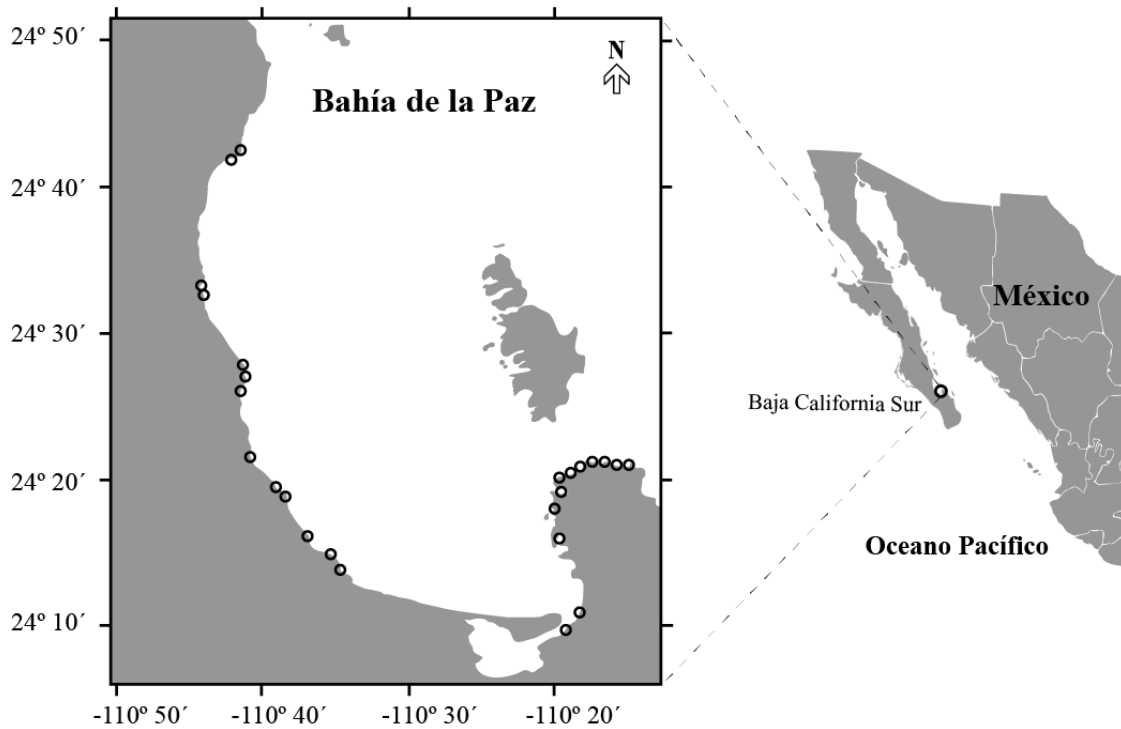 24º 50´
N
Bahía de la Paz
24º 40´
24º 30´
24º 20´
24º 10´
-110º 50´
-110º 40´
-110º 30´
-110º 20´
México
Baja California Sur
Oceano Pacífico